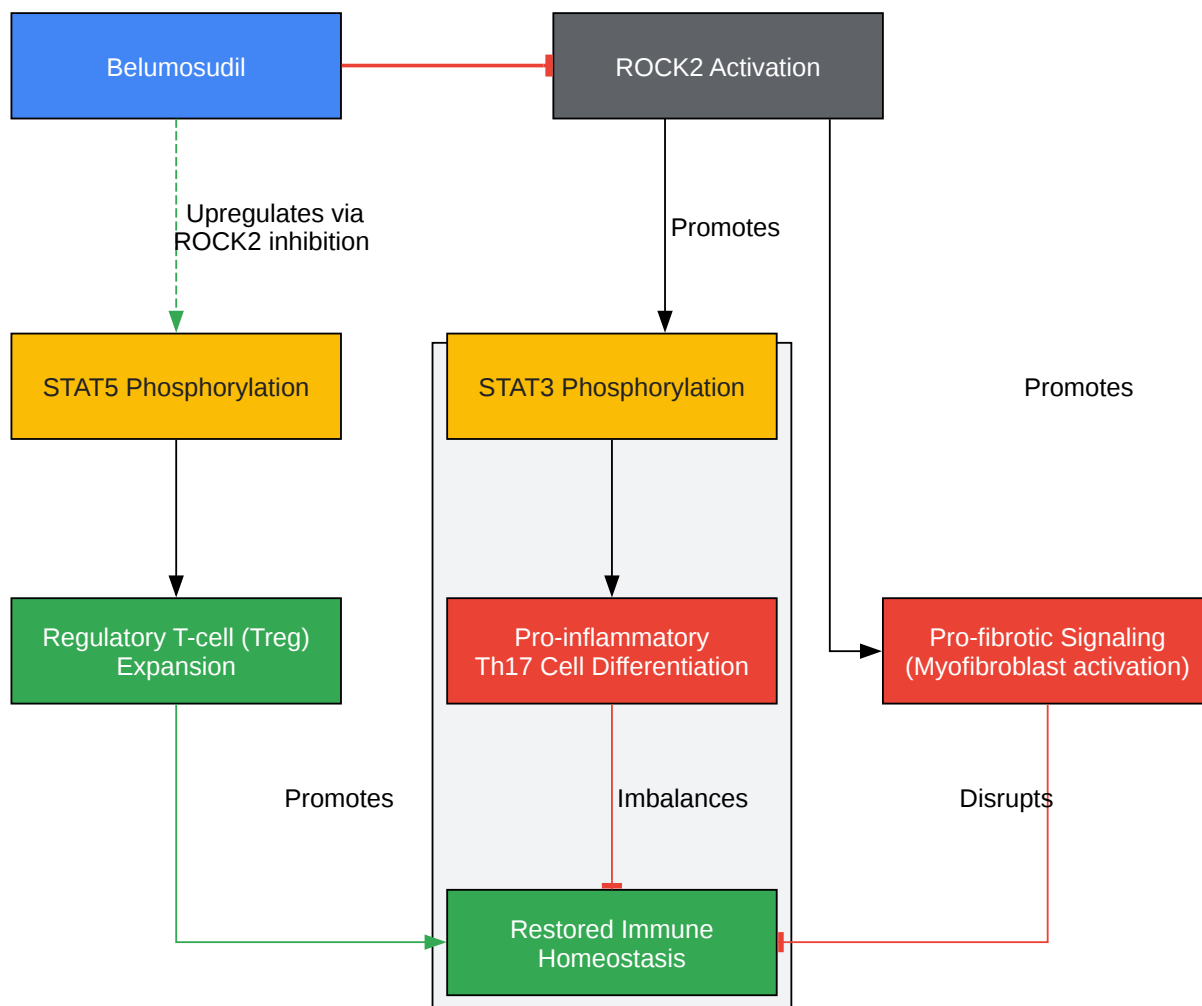 Belumosudil
ROCK2 Activation
Upregulates via
ROCK2 inhibition
Promotes
STAT5 Phosphorylation
STAT3 Phosphorylation
Promotes
Regulatory T-cell (Treg)
Expansion
Pro-inflammatory
Th17 Cell Differentiation
Pro-fibrotic Signaling
(Myofibroblast activation)
Promotes
Imbalances
Disrupts
Restored Immune
Homeostasis